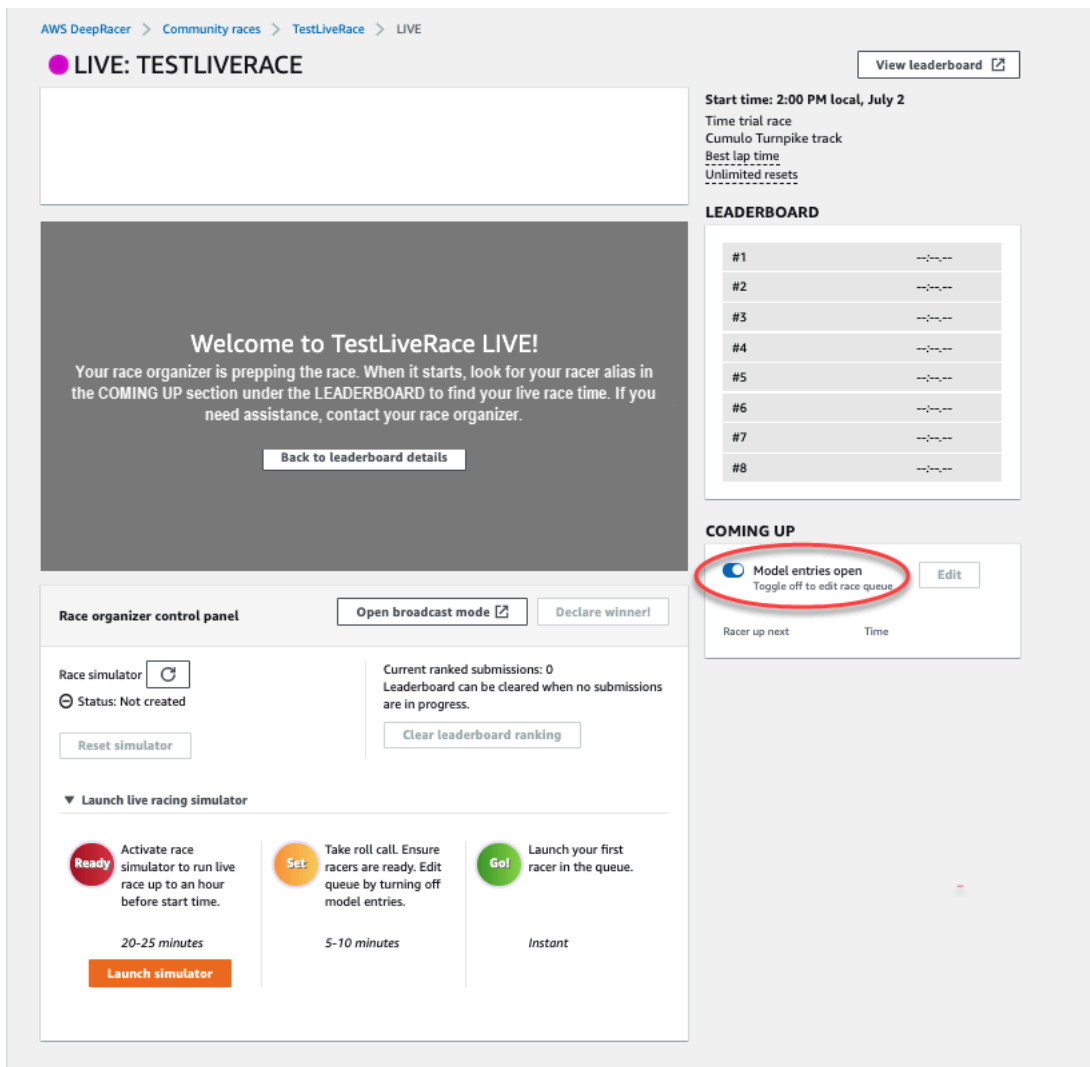 AWS DeepRacer > Community races > TestLiveRace > LIVE
LIVE: TESTLIVERACE
View leaderboard
Start time: 2:00 PM local, July 2
Time trial race
Cumulo Turnpike track
Best lap time
Unlimited resets
LEADERBOARD
#1 --:--.--
#2 --:--.--
#3 --:--.--
#4 --:--.--
#5 --:--.--
#6 --:--.--
#7 --:--.--
#8 --:--.--
Welcome to TestLiveRace LIVE!
Your race organizer is prepping the race. When it starts, look for your racer alias in
the COMING UP section under the LEADERBOARD to find your live race time. If you
need assistance, contact your race organizer.
Back to leaderboard details
COMING UP
Model entries open
Toggle off to edit race queue
Edit
Racer up next Time
Race organizer control panel
Open broadcast mode
Declare winner!
Race simulator
Status: Not created
Reset simulator
Current ranked submissions: 0
Leaderboard can be cleared when no submissions
are in progress.
Clear leaderboard ranking
Launch live racing simulator
Ready
Activate race
simulator to run live
race up to an hour
before start time.
20-25 minutes
Launch simulator
Set
Take roll call. Ensure
racers are ready. Edit
queue by turning off
model entries.
5-10 minutes
Go!
Launch your first
racer in the queue.
Instant